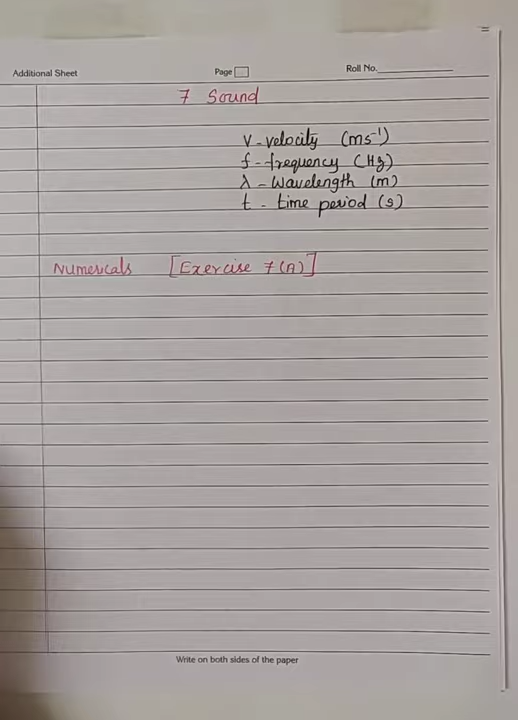 Additional Sheet Page Roll No.
7 Sound
V - velocity (ms⁻¹)
f - frequency (Hz)
λ - Wavelength (m)
t - time period (s)
Numericals [Exercise 7(A)]
Write on both sides of the paper